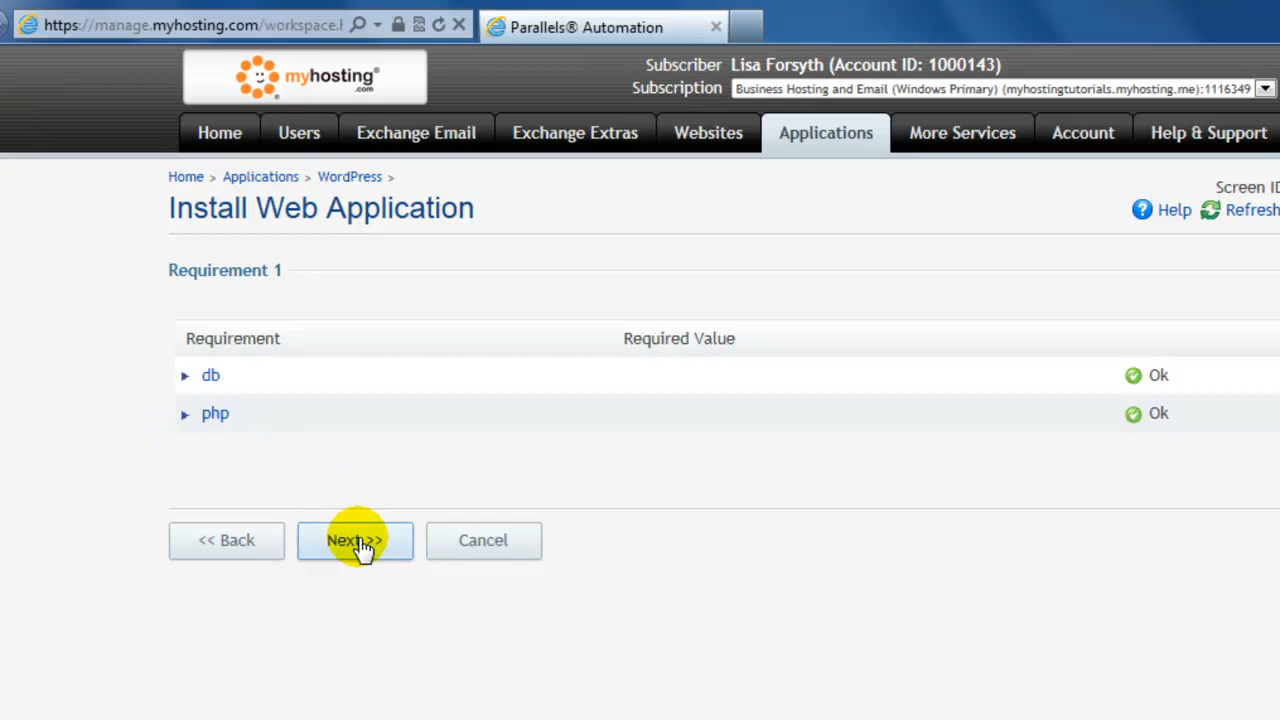 https://manage.myhosting.com/workspace.
Parallels® Automation
myhosting®
.com
Subscriber Lisa Forsyth (Account ID: 1000143)
Subscription Business Hosting and Email (Windows Primary) (myhostingtutorials.myhosting.me):1116349
Home Users Exchange Email Exchange Extras Websites Applications More Services Account Help & Support
Home > Applications > WordPress >
Screen ID
Install Web Application
? Help Refresh
Requirement 1
Requirement Required Value
db Ok
php Ok
<< Back Next >> Cancel